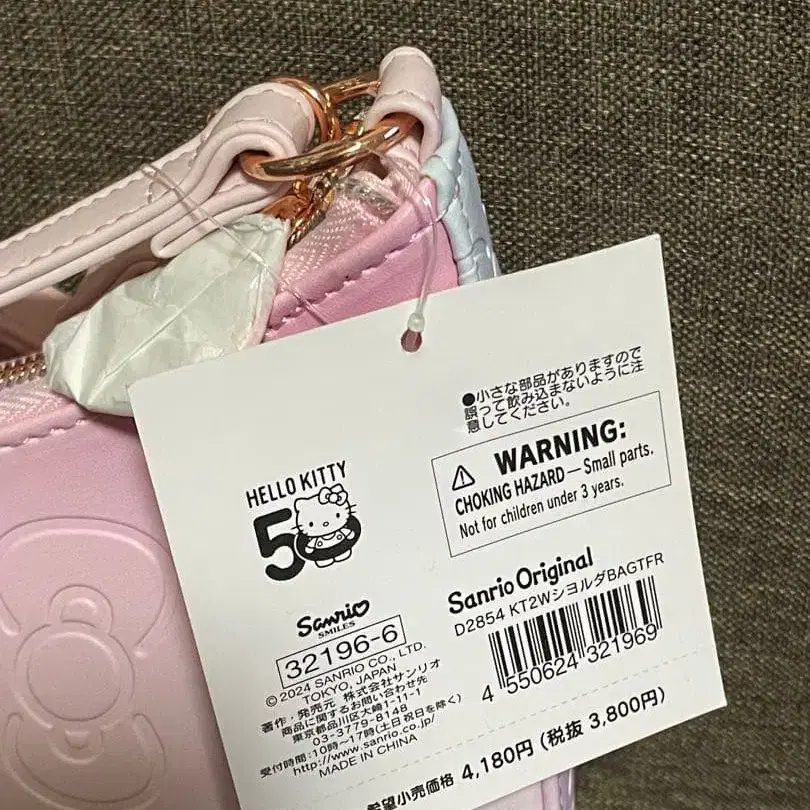 ●小さな部品がありますので
誤って飲み込まないように注
意してください。
WARNING:
CHOKING HAZARD — Small parts.
Not for children under 3 years.
HELLO KITTY
50
Sanrio
SMILES
32196-6
© 2024 SANRIO CO., LTD.
TOKYO, JAPAN
著作・発売元 株式会社サンリオ
商品に関するお問い合わせ先
東京都品川区大崎1-11-1
03-3779-8148
受付時間：10時〜17時(土日祝日を除く)
http://www.sanrio.co.jp/
MADE IN CHINA
Sanrio Original
D2854 KT2WシヨルダBAGTFR
4 550624 321969
希望小売価格 4,180円 (税抜 3,800円)